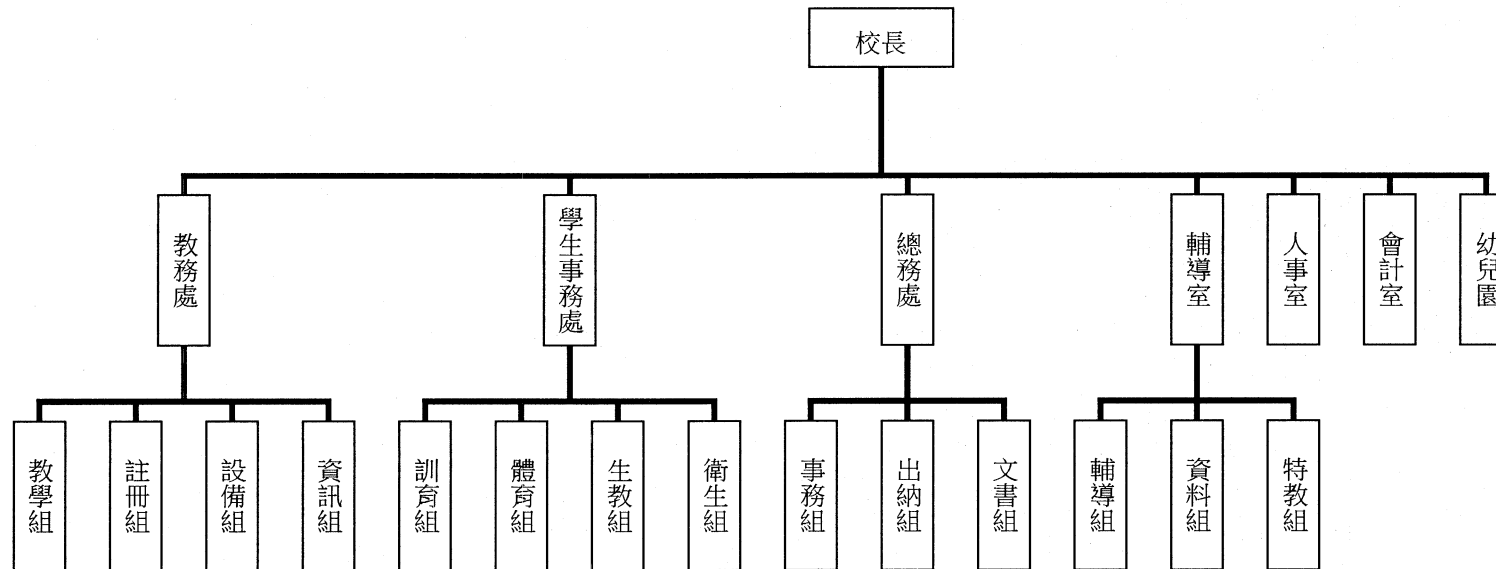 校長
教務處
學生事務處
總務處
輔導室
人事室
會計室
幼兒園
教學組
註冊組
設備組
資訊組
訓育組
體育組
生教組
衛生組
事務組
出納組
文書組
輔導組
資料組
特教組